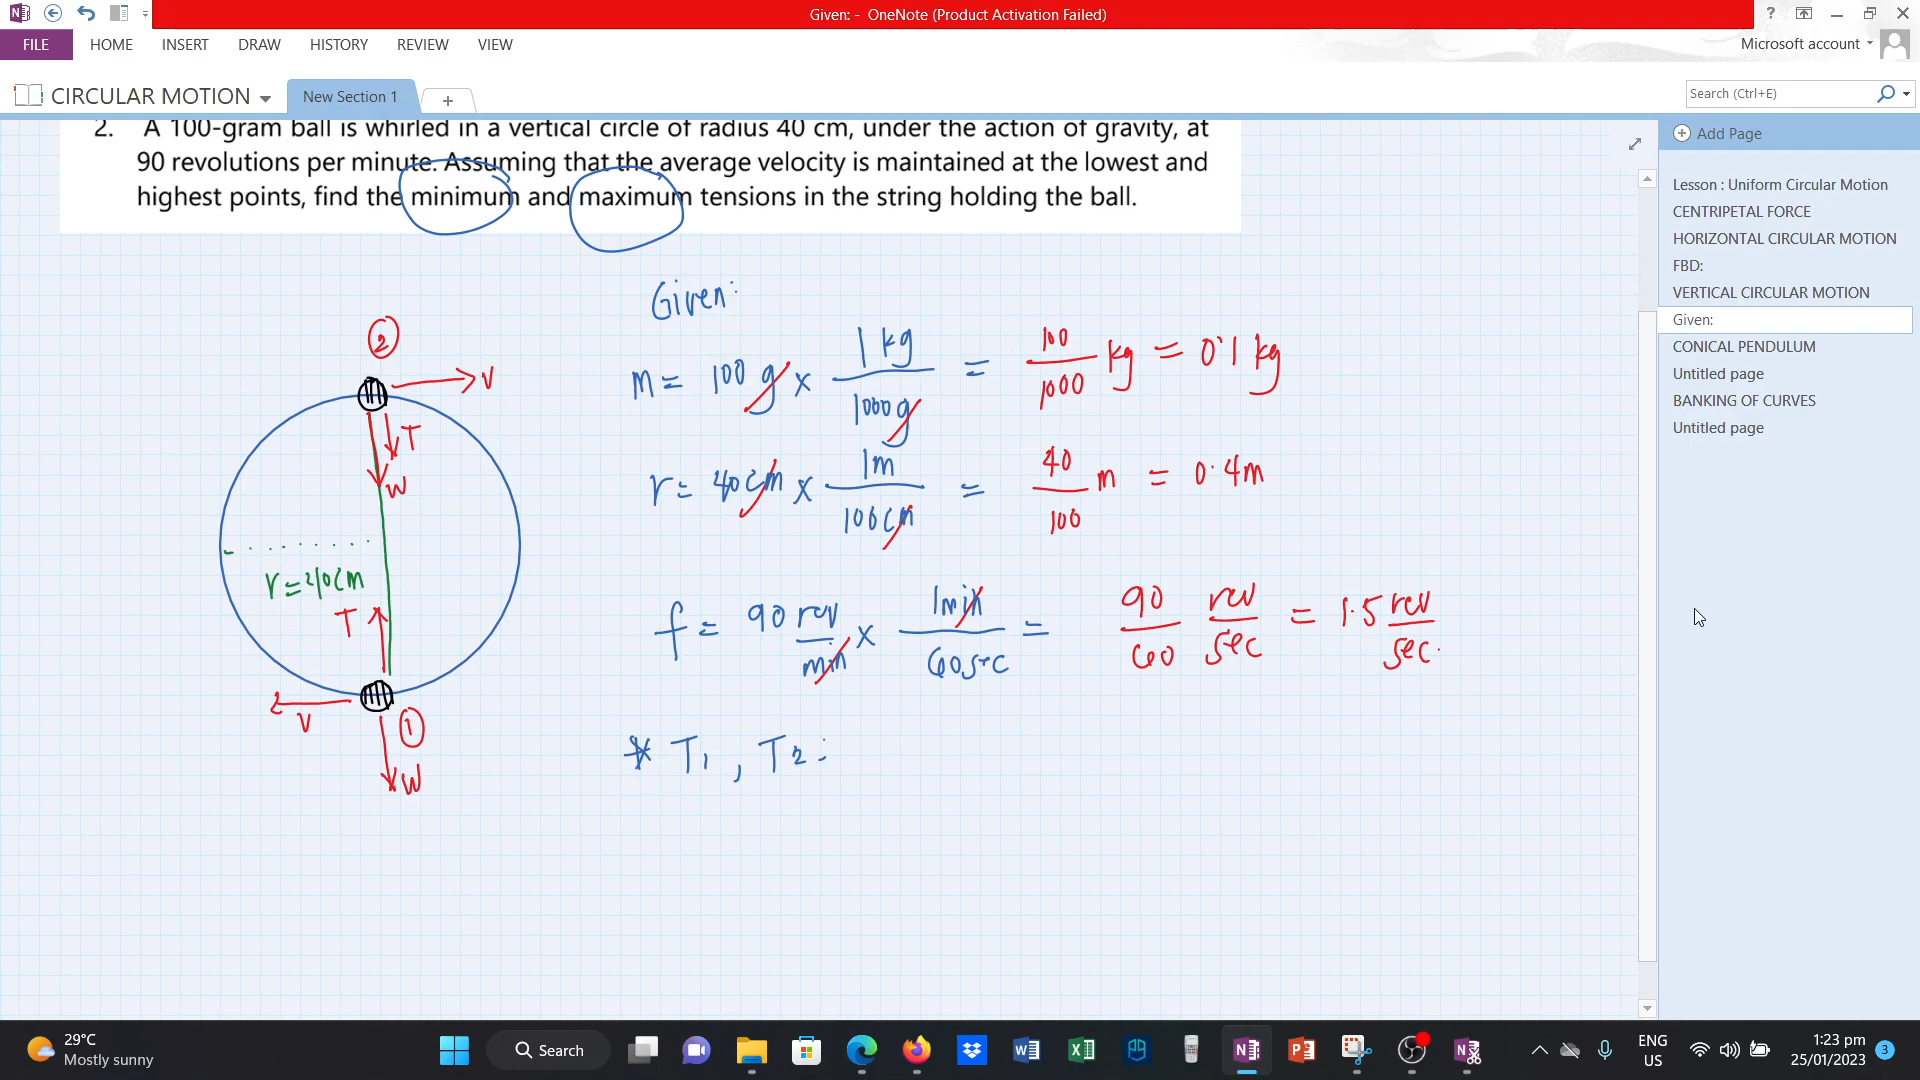 Given: - OneNote (Product Activation Failed)
?
FILE HOME INSERT DRAW HISTORY REVIEW VIEW
Microsoft account
CIRCULAR MOTION
New Section 1
Search (Ctrl+E)
2. A 100-gram ball is whirled in a vertical circle of radius 40 cm, under the action of gravity, at
90 revolutions per minute. Assuming that the average velocity is maintained at the lowest and
highest points, find the minimum and maximum tensions in the string holding the ball.
Add Page
Lesson : Uniform Circular Motion
CENTRIPETAL FORCE
HORIZONTAL CIRCULAR MOTION
FBD:
VERTICAL CIRCULAR MOTION
Given:
CONICAL PENDULUM
Untitled page
BANKING OF CURVES
Untitled page
Given:
m = 100 g x 1 kg / 1000 g = 100 / 1000 kg = 0.1 kg
r = 40 cm x 1m / 100 cm = 40 / 100 m = 0.4 m
f = 90 rev / min x 1min / 60 sec = 90 / 60 rev / sec = 1.5 rev / sec.
* T1 , T2 :
2
V
T
W
r = 40 cm
T
V
1
W
29°C
Mostly sunny
Search
ENG
US
1:23 pm
25/01/2023
3